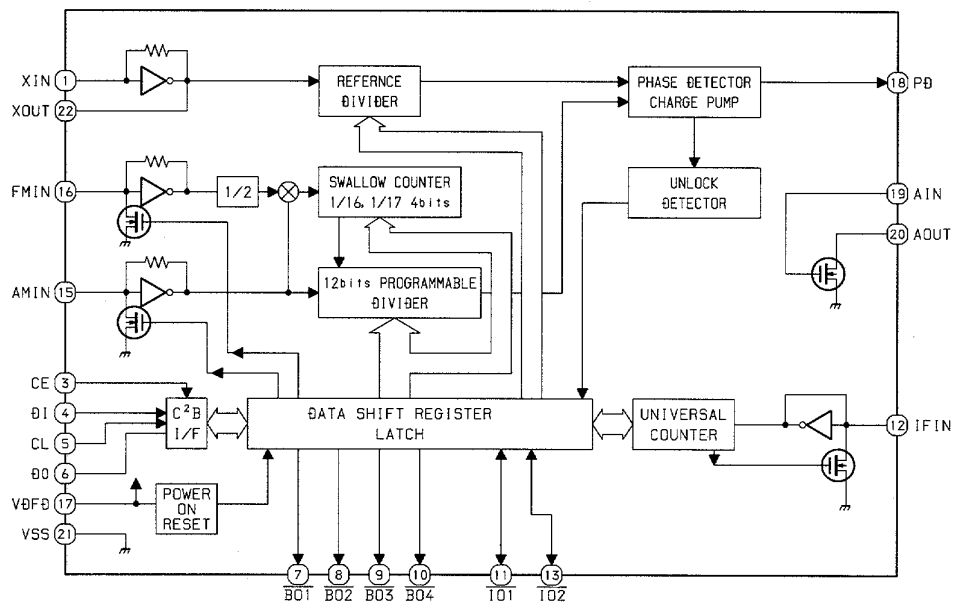 XIN 1
XOUT 22
REFERNCE
DIVIDER
PHASE DETECTOR
CHARGE PUMP
18 PD
FMIN 16
1/2
SWALLOW COUNTER
1/16, 1/17 4bits
UNLOCK
DETECTOR
19 AIN
20 AOUT
AMIN 15
12bits PROGRAMMABLE
DIVIDER
CE 3
DI 4
CL 5
DO 6
VDFD 17
VSS 21
C²B
I/F
DATA SHIFT REGISTER
LATCH
UNIVERSAL
COUNTER
12 IFIN
POWER
ON
RESET
7 8 9 10 11 13
BO1 BO2 BO3 BO4 IO1 IO2